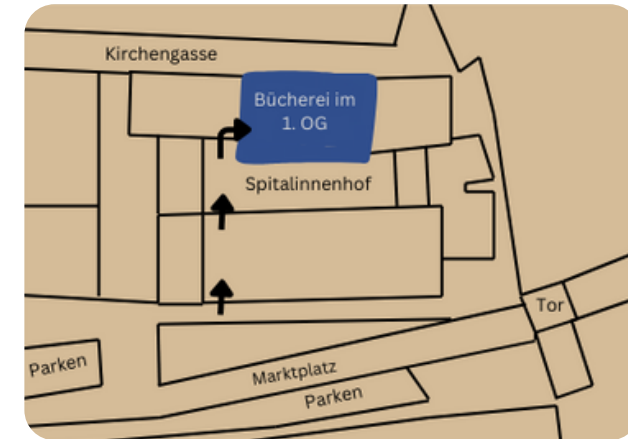 Kirchengasse
Bücherei im
1. OG
Spitalinnenhof
Tor
Parken
Marktplatz
Parken